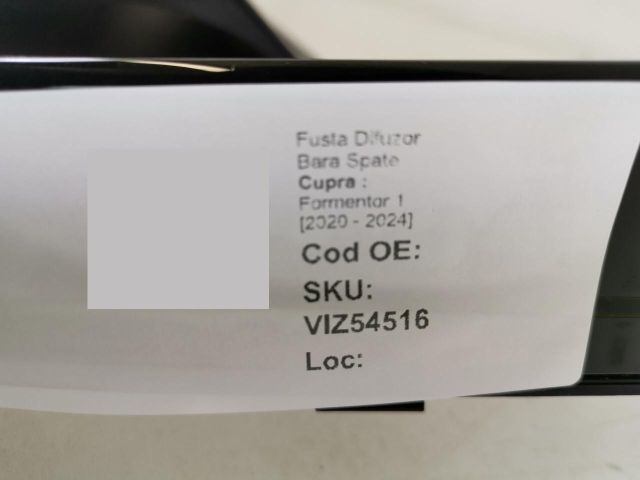 Fusta Difuzor
Bara Spate
Cupra :
Formentor 1
[2020 - 2024]
Cod OE:
SKU:
VIZ54516
Loc: